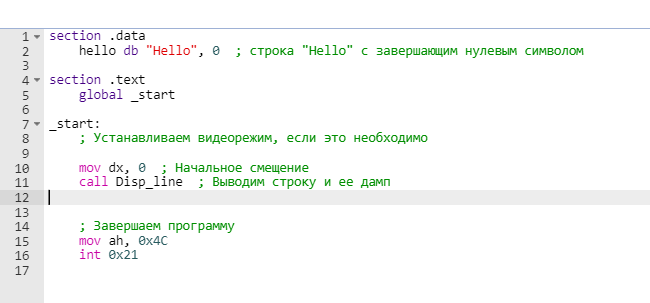 1 section .data
2     hello db "Hello", 0  ; строка "Hello" с завершающим нулевым символом
3
4 section .text
5     global _start
6
7 _start:
8     ; Устанавливаем видеорежим, если это необходимо
9
10     mov dx, 0  ; Начальное смещение
11     call Disp_line  ; Выводим строку и ее дамп
12
13
14     ; Завершаем программу
15     mov ah, 0x4C
16     int 0x21
17